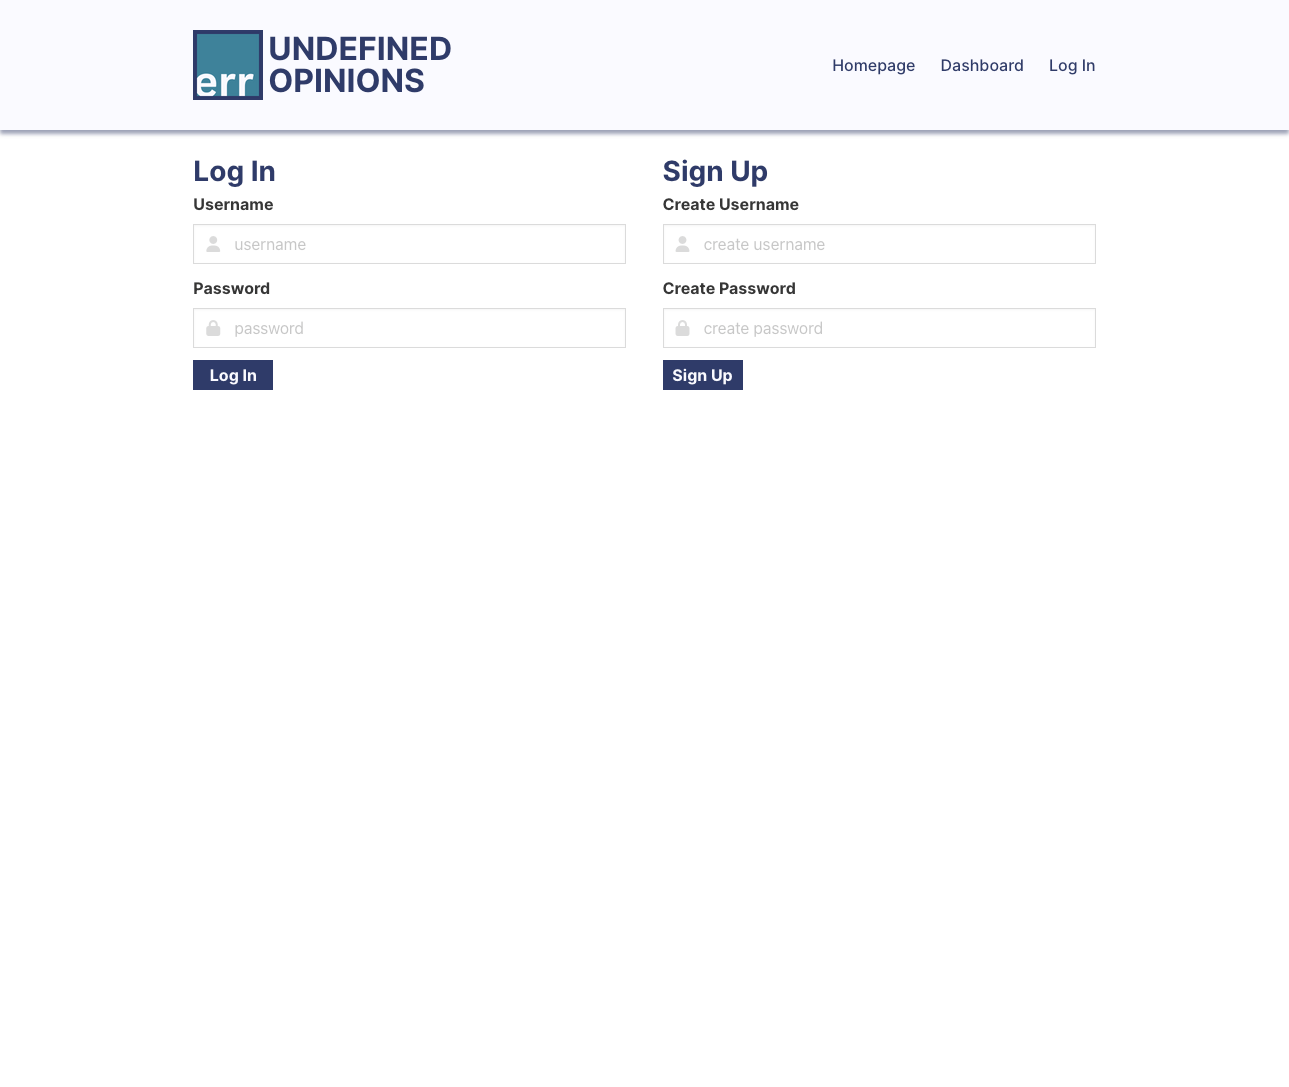 err
UNDEFINED
OPINIONS
Homepage Dashboard Log In
Log In
Username
username
Password
password
Log In
Sign Up
Create Username
create username
Create Password
create password
Sign Up